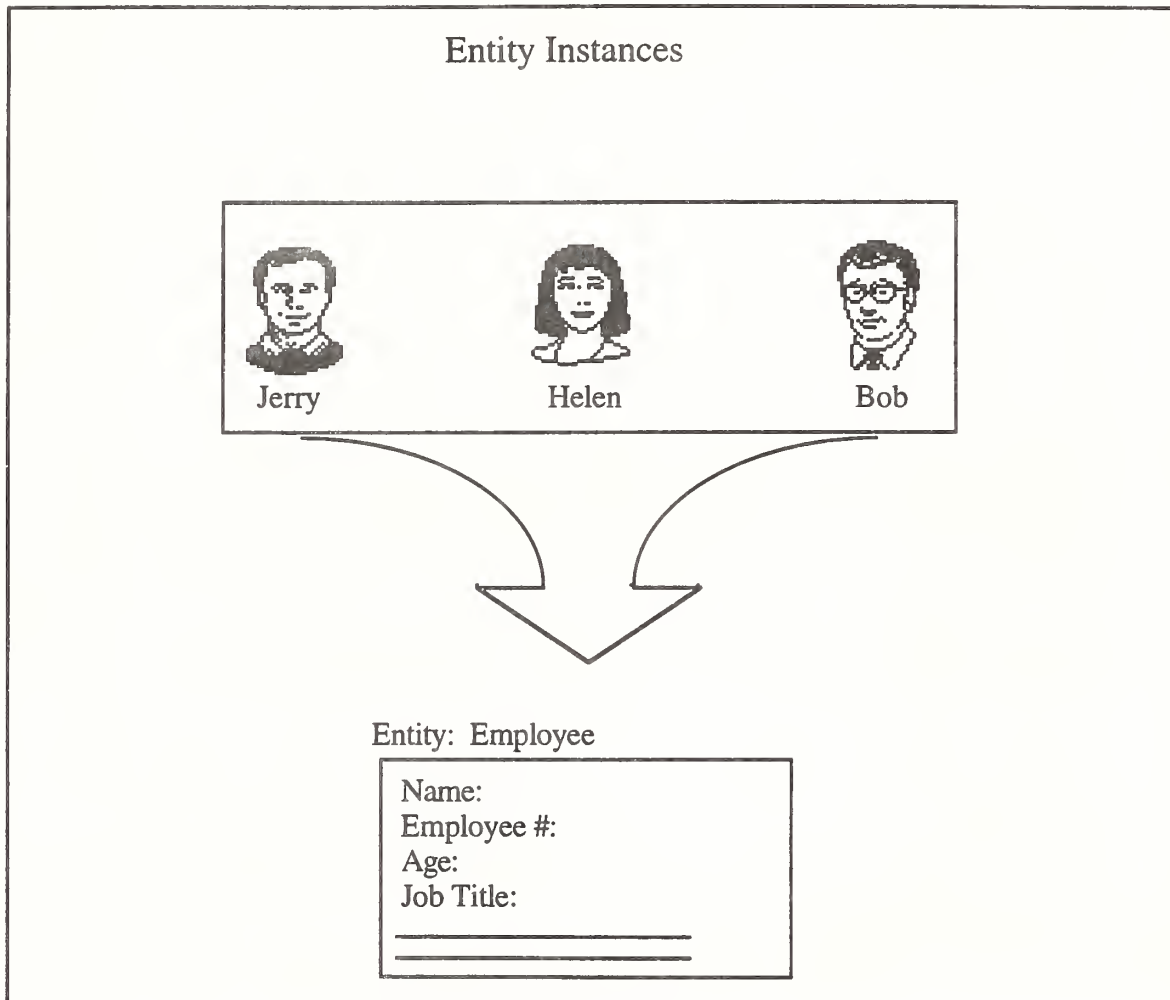 Entity Instances
Jerry Helen Bob
Entity: Employee
Name:
Employee #:
Age:
Job Title: